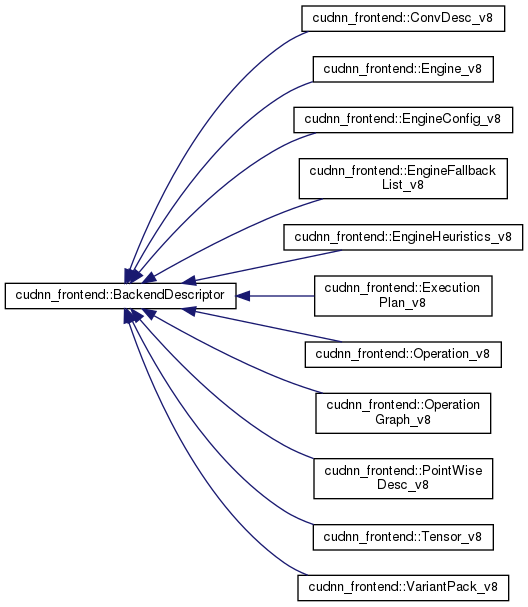 cudnn_frontend::ConvDesc_v8
cudnn_frontend::Engine_v8
cudnn_frontend::EngineConfig_v8
cudnn_frontend::EngineFallback
List_v8
cudnn_frontend::EngineHeuristics_v8
cudnn_frontend::BackendDescriptor
cudnn_frontend::Execution
Plan_v8
cudnn_frontend::Operation_v8
cudnn_frontend::Operation
Graph_v8
cudnn_frontend::PointWise
Desc_v8
cudnn_frontend::Tensor_v8
cudnn_frontend::VariantPack_v8